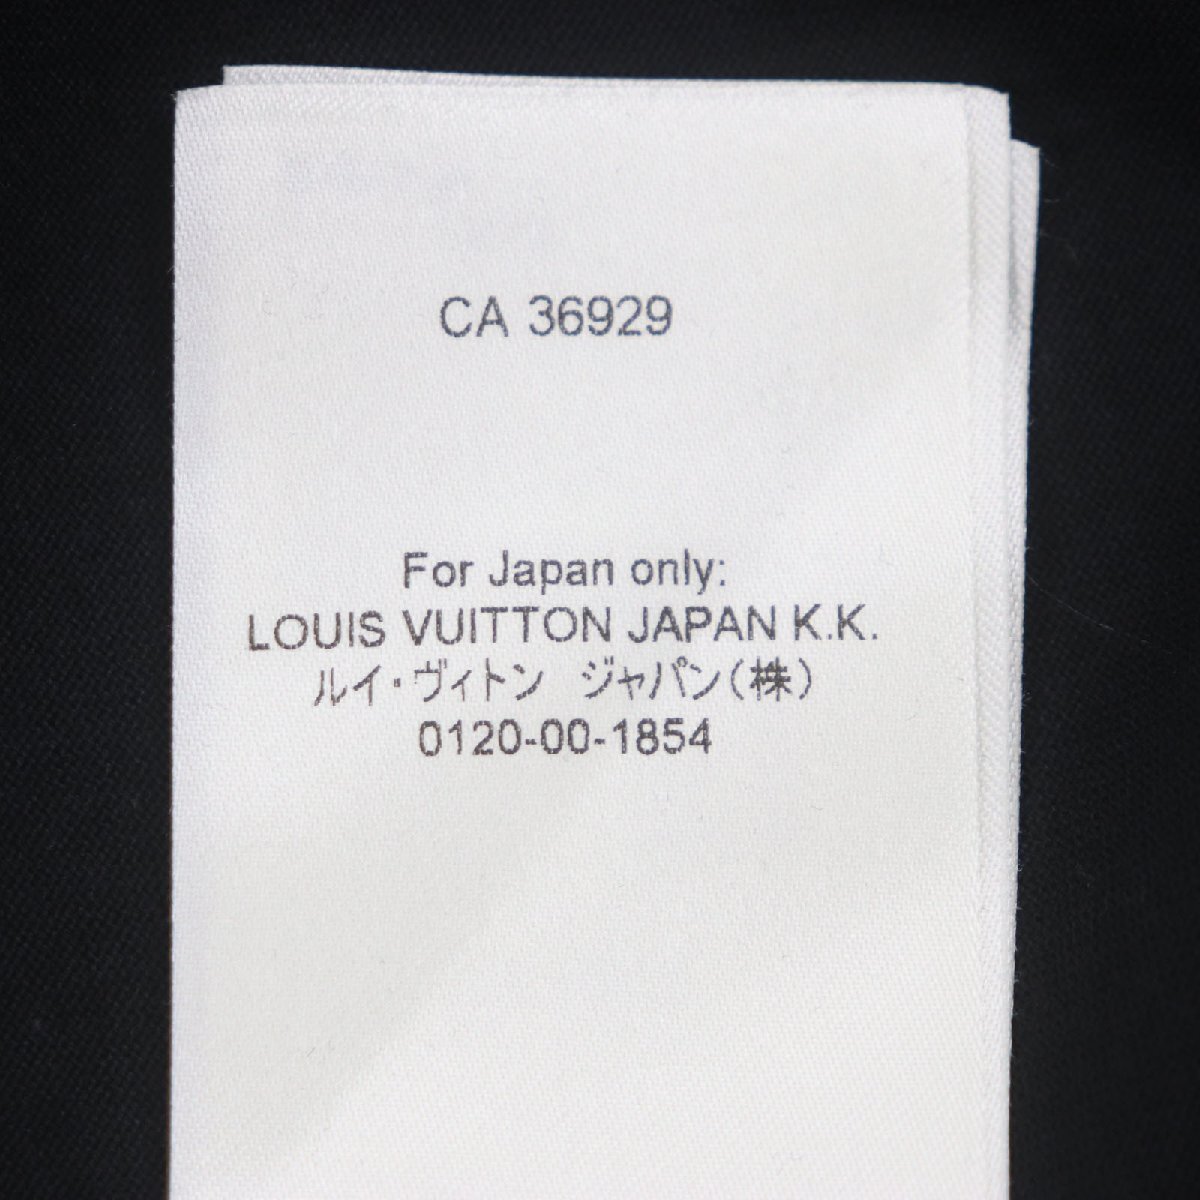 CA 36929
For Japan only:
LOUIS VUITTON JAPAN K.K.
ルイ・ヴィトン　ジャパン（株）
0120-00-1854